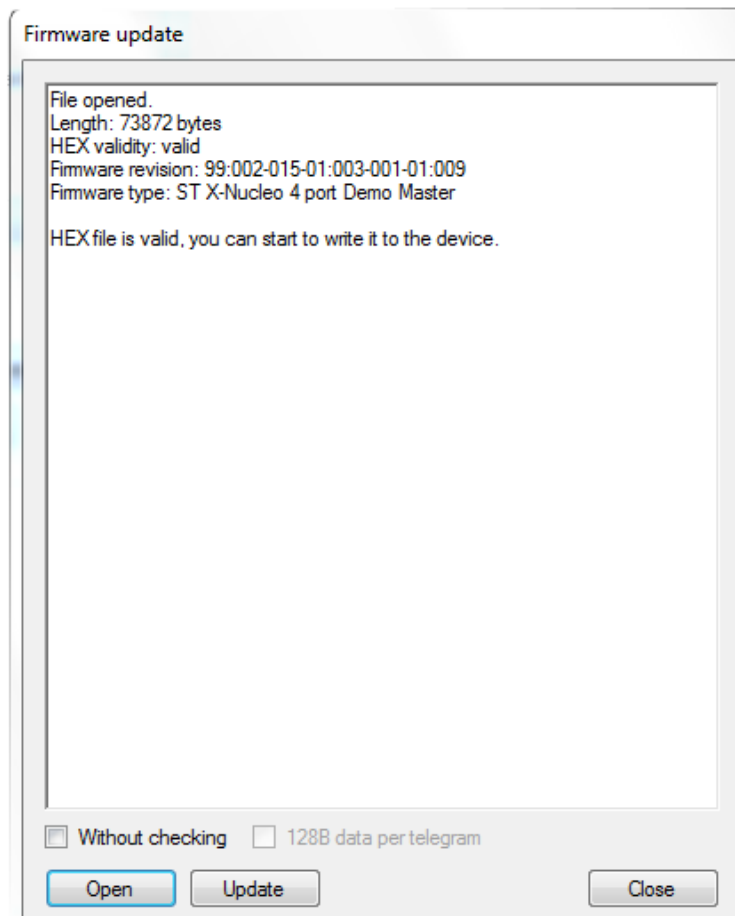 Firmware update
File opened.
Length: 73872 bytes
HEX validity: valid
Firmware revision: 99:002-015-01:003-001-01:009
Firmware type: ST X-Nucleo 4 port Demo Master
HEX file is valid, you can start to write it to the device.
Without checking 128B data per telegram
Open Update Close